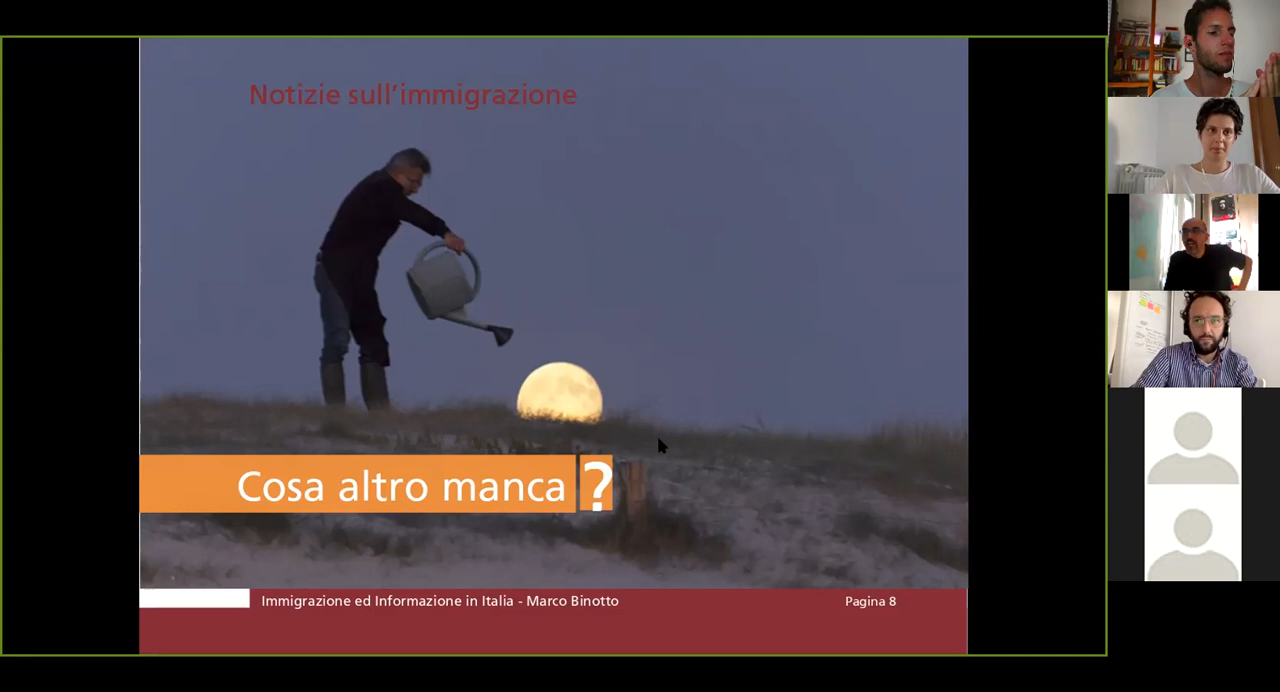 Notizie sull'immigrazione
Cosa altro manca ?
Immigrazione ed Informazione in Italia - Marco Binotto
Pagina 8